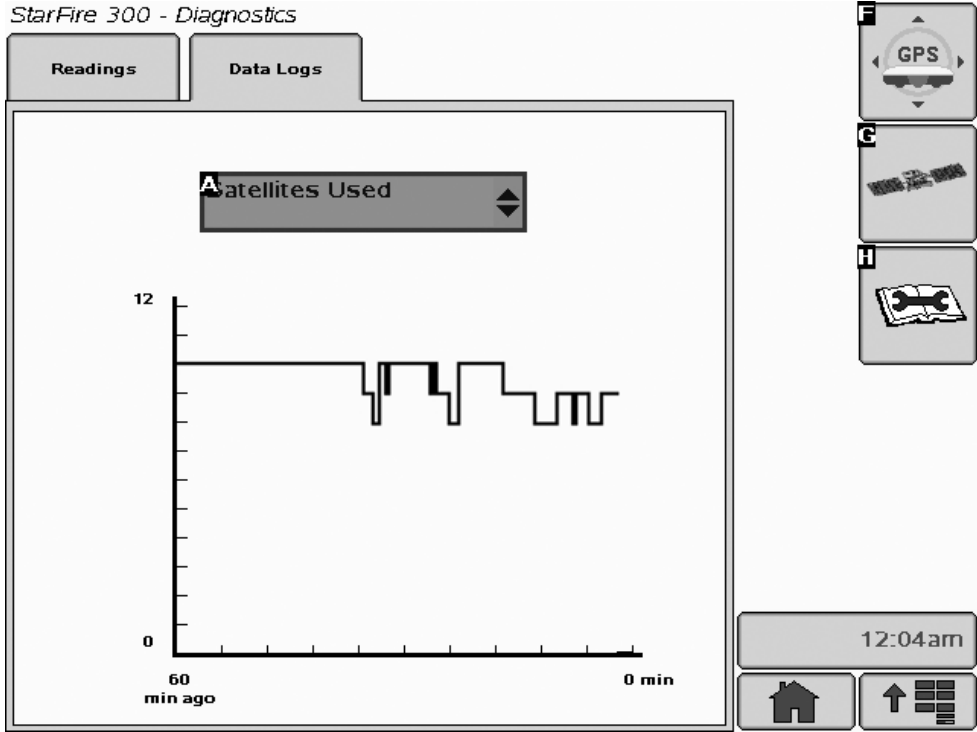 StarFire 300 - Diagnostics
Readings
Data Logs
F
GPS
G
H
A
Satellites Used
12
0
60
min ago
0 min
12:04am